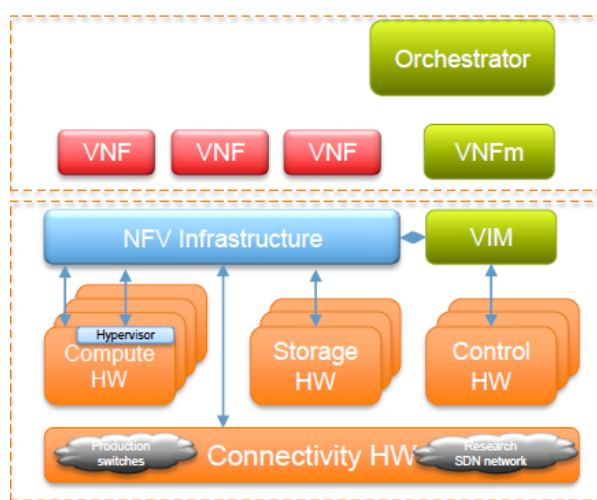 Orchestrator
VNF
VNF
VNF
VNFm
NFV Infrastructure
VIM
Hypervisor
Compute
HW
Storage
HW
Control
HW
Production
switches
Connectivity HW
Research
SDN network